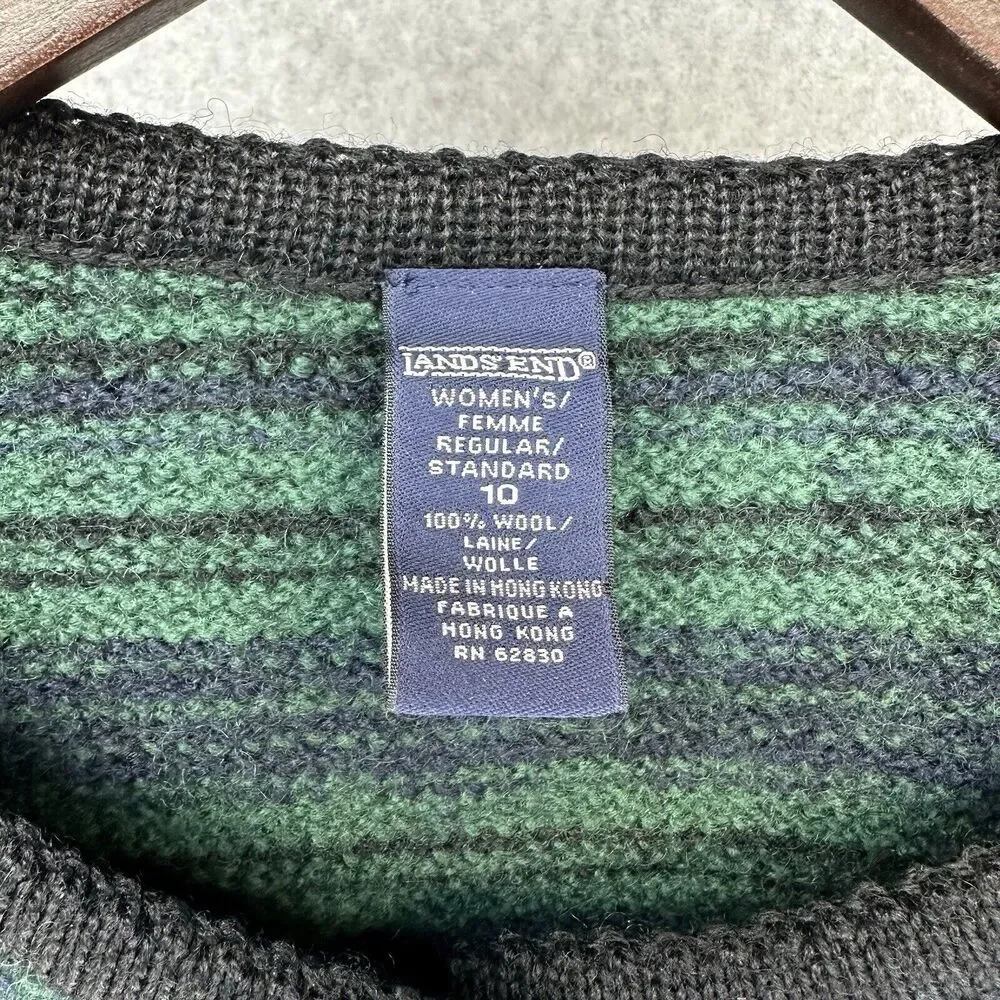 LANDS' END®
WOMEN'S/
FEMME
REGULAR/
STANDARD
10
100% WOOL/
LAINE/
WOLLE
MADE IN HONG KONG
FABRIQUE A
HONG KONG
RN 62830